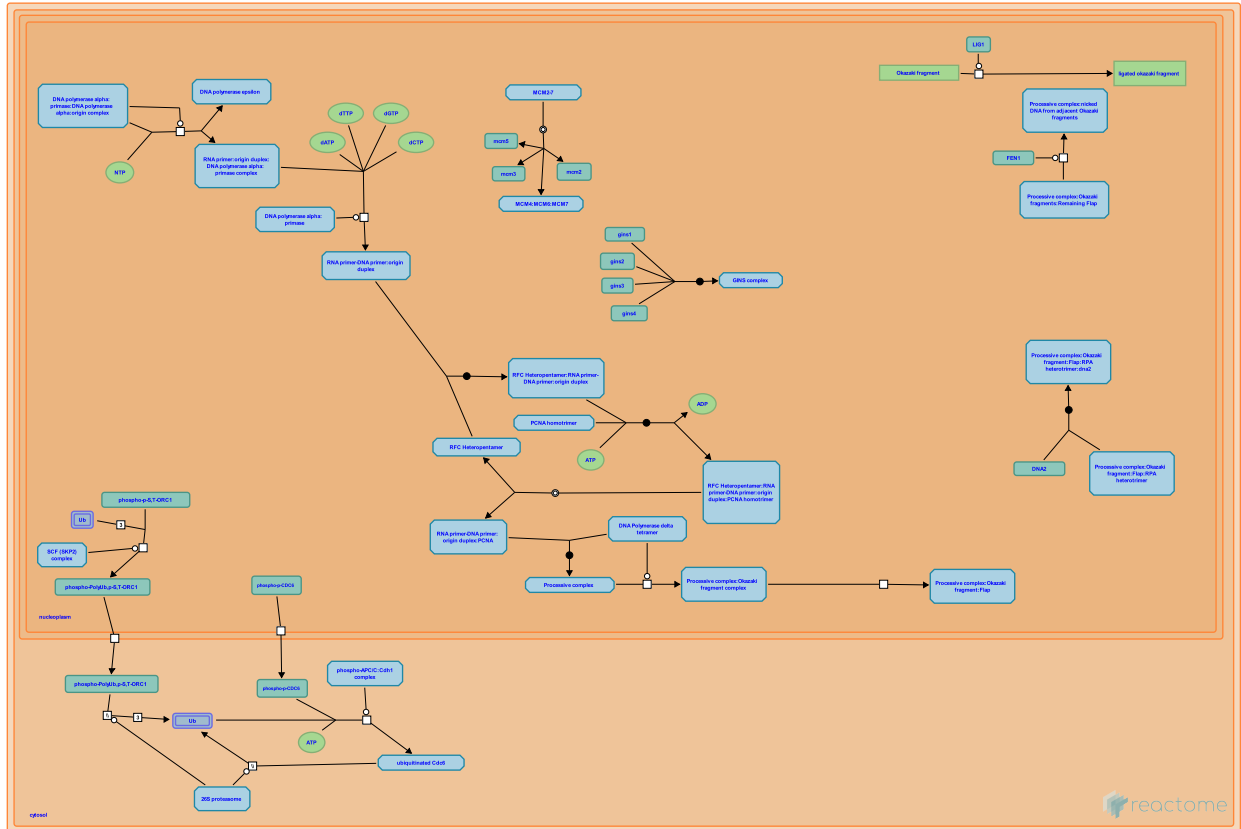 LIG1
Okazaki fragment
ligated okazaki fragment
DNA polymerase alpha:
primase:DNA polymerase
alpha:origin complex
DNA polymerase epsilon
NTP
RNA primer:origin duplex:
DNA polymerase alpha:
primase complex
dTTP
dGTP
dATP
dCTP
DNA polymerase alpha:
primase
RNA primer-DNA primer:origin
duplex
MCM2-7
mcm5
mcm3
mcm2
MCM4:MCM6:MCM7
Processive complex:nicked
DNA from adjacent Okazaki
fragments
FEN1
Processive complex:Okazaki
fragments:Remaining Flap
gins1
gins2
gins3
gins4
GINS complex
RFC Heteropentamer:RNA primer-
DNA primer:origin duplex
PCNA homotrimer
ATP
ADP
RFC Heteropentamer
RFC Heteropentamer:RNA
primer-DNA primer:origin
duplex:PCNA homotrimer
Processive complex:Okazaki
fragment:Flap:RPA
heterotrimer:dna2
DNA2
Processive complex:Okazaki
fragment:Flap:RPA
heterotrimer
RNA primer-DNA primer:
origin duplex:PCNA
DNA Polymerase delta
tetramer
Processive complex
Processive complex:Okazaki
fragment complex
Processive complex:Okazaki
fragment:Flap
phospho-p-S,T-ORC1
Ub
3
SCF (SKP2)
complex
phospho-PolyUb,p-S,T-ORC1
phospho-p-CDC6
nucleoplasm
phospho-PolyUb,p-S,T-ORC1
phospho-p-CDC6
phospho-APC/C:Cdh1
complex
3
Ub
ATP
ubiquitinated Cdc6
26S proteasome
cytosol
reactome